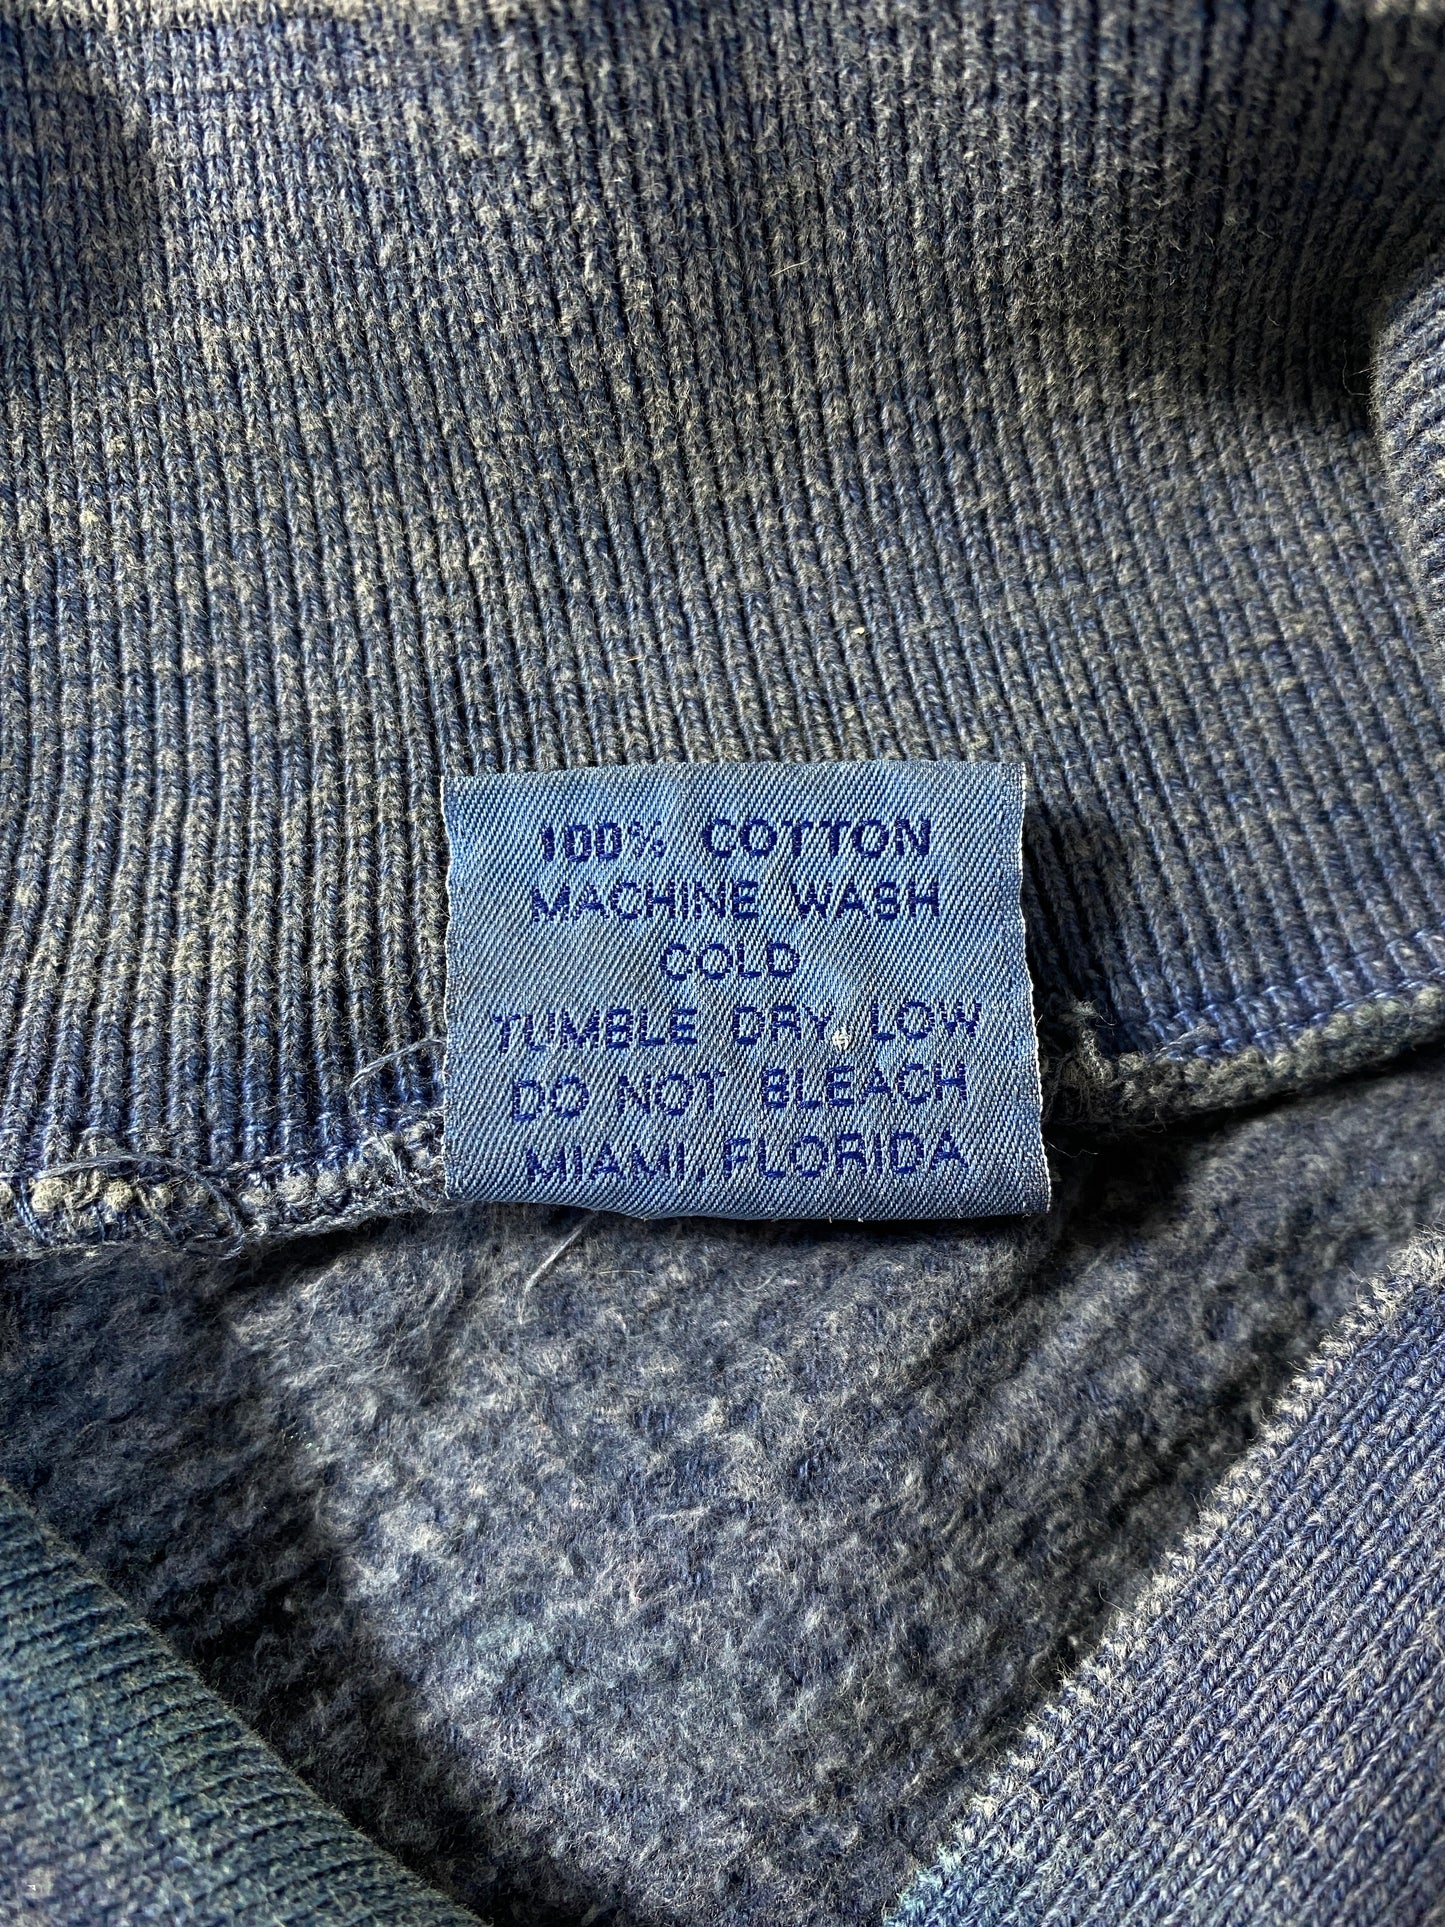 100% COTTON
MACHINE WASH
COLD
TUMBLE DRY, LOW
DO NOT BLEACH
MIAMI, FLORIDA